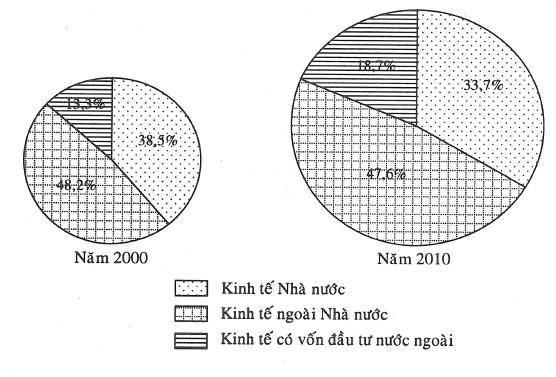 13,3%
38,5%
48,2%
Năm 2000
18,7%
33,7%
47,6%
Năm 2010
Kinh tế Nhà nước
Kinh tế ngoài Nhà nước
Kinh tế có vốn đầu tư nước ngoài